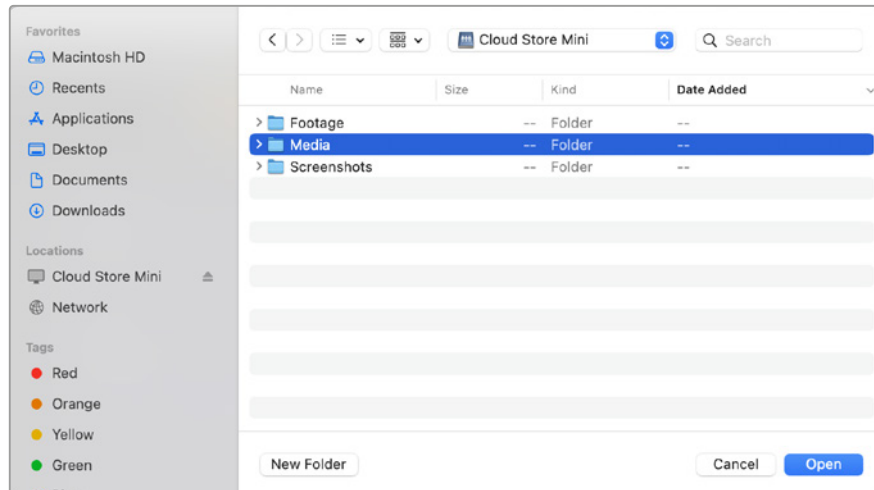 Favorites
Macintosh HD
Recents
Applications
Desktop
Documents
Downloads
Locations
Cloud Store Mini
Network
Tags
Red
Orange
Yellow
Green
Cloud Store Mini
Search
Name Size Kind Date Added
Footage -- Folder --
Media -- Folder --
Screenshots -- Folder --
New Folder Cancel Open